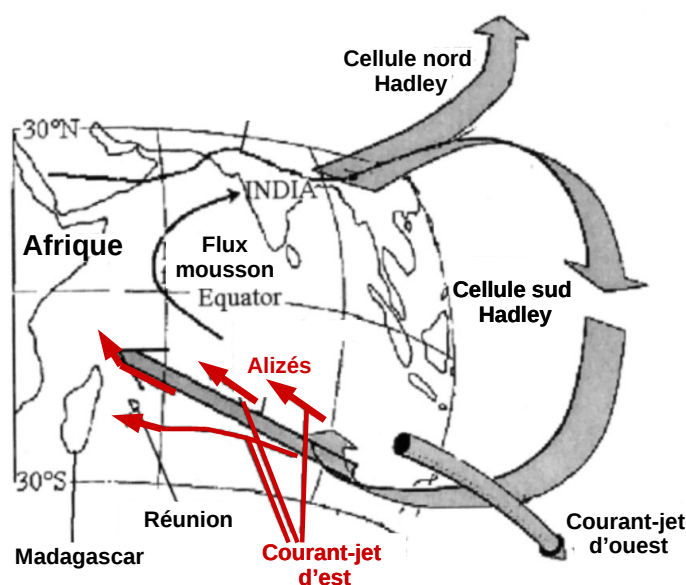 Cellule nord
Hadley
30°N
INDIA
Afrique
Flux
mousson
Equator
Cellule sud
Hadley
Alizés
30°S
Réunion
Madagascar
Courant-jet
d'est
Courant-jet
d'ouest